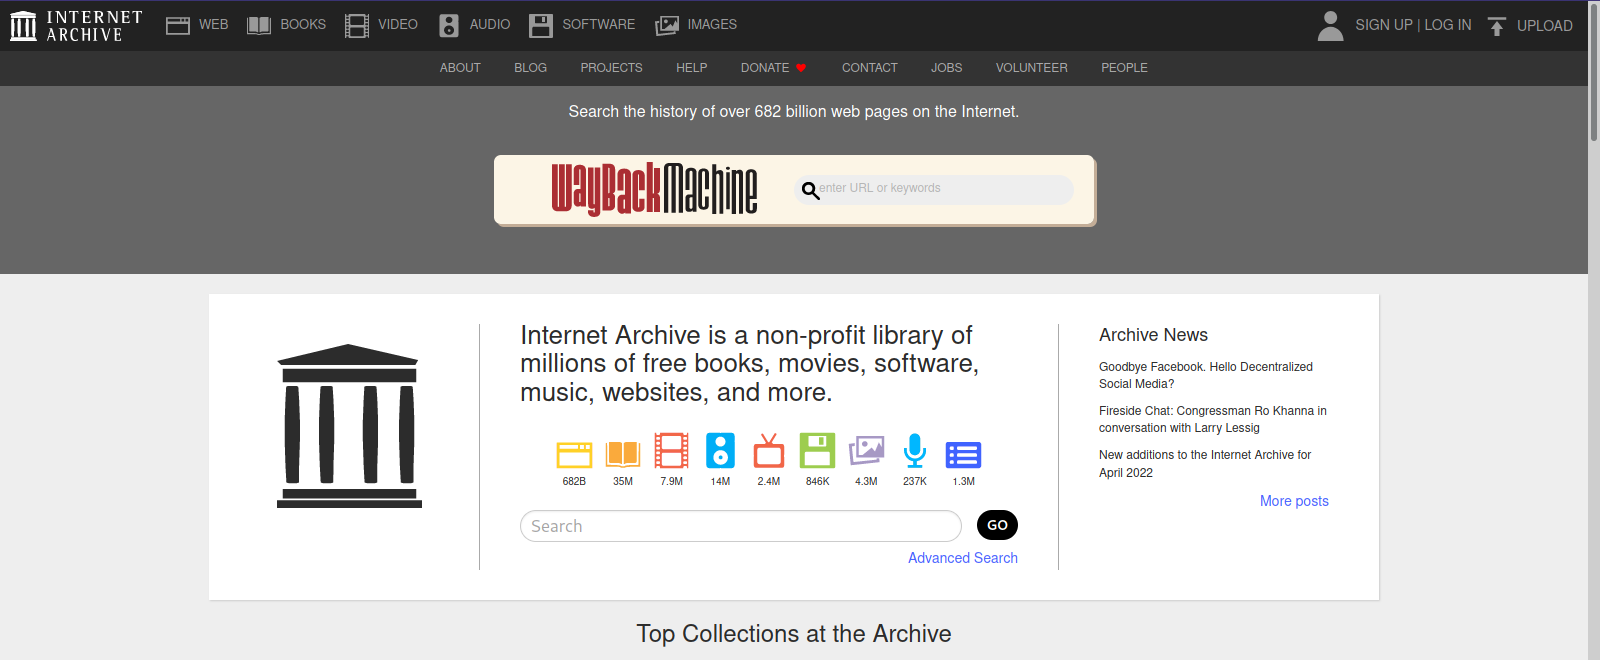 INTERNET ARCHIVE
WEB
BOOKS
VIDEO
AUDIO
SOFTWARE
IMAGES
SIGN UP | LOG IN
UPLOAD
ABOUT
BLOG
PROJECTS
HELP
DONATE
CONTACT
JOBS
VOLUNTEER
PEOPLE
Search the history of over 682 billion web pages on the Internet.
WayBackMachine
enter URL or keywords
Internet Archive is a non-profit library of
millions of free books, movies, software,
music, websites, and more.
682B
35M
7.9M
14M
2.4M
846K
4.3M
237K
1.3M
Search
GO
Advanced Search
Archive News
Goodbye Facebook. Hello Decentralized
Social Media?
Fireside Chat: Congressman Ro Khanna in
conversation with Larry Lessig
New additions to the Internet Archive for
April 2022
More posts
Top Collections at the Archive